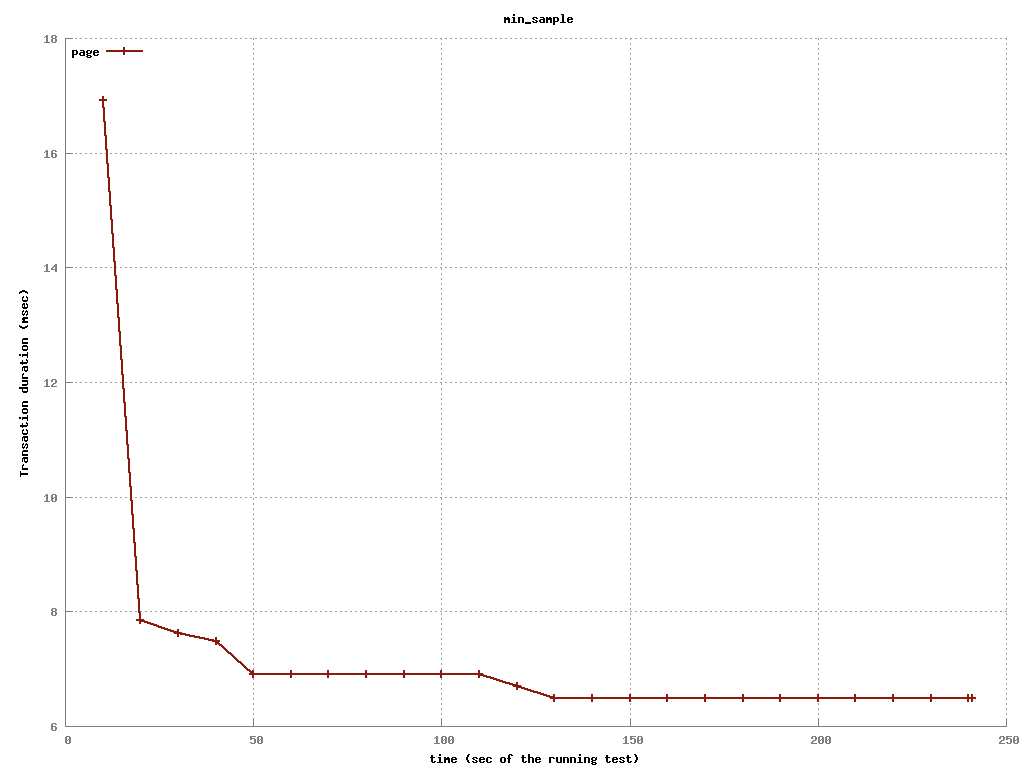 min_sample
18
page
16
14
12
10
8
6
Transaction duration (msec)
0 50 100 150 200 250
time (sec of the running test)